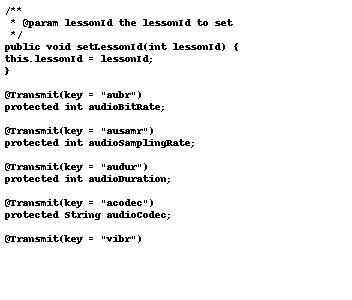 /**
 * @param lessonId the lessonId to set
 */
public void setLessonId(int lessonId) {
this.lessonId = lessonId;
}
@Transmit(key = "aubr")
protected int audioBitRate;
@Transmit(key = "ausamr")
protected int audioSamplingRate;
@Transmit(key = "audur")
protected int audioDuration;
@Transmit(key = "acodec")
protected String audioCodec;
@Transmit(key = "vibr")